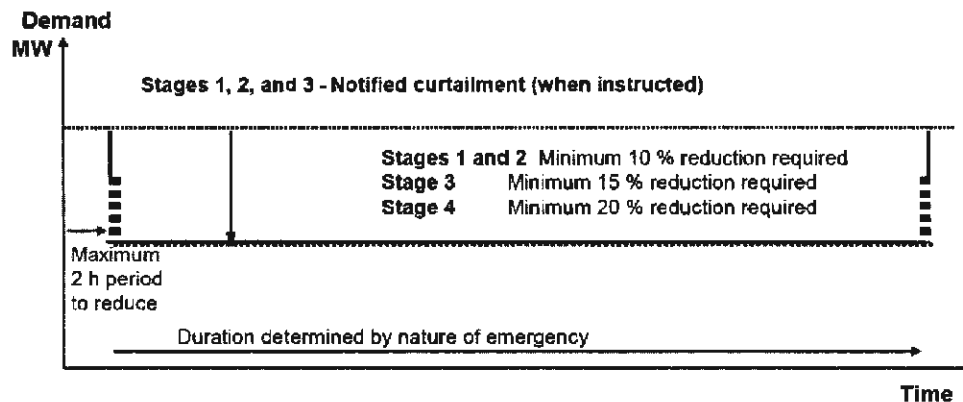 Demand
MW
Stages 1, 2, and 3 - Notified curtailment (when instructed)
Stages 1 and 2 Minimum 10 % reduction required
Stage 3 Minimum 15 % reduction required
Stage 4 Minimum 20 % reduction required
Maximum
2 h period
to reduce
Duration determined by nature of emergency
Time